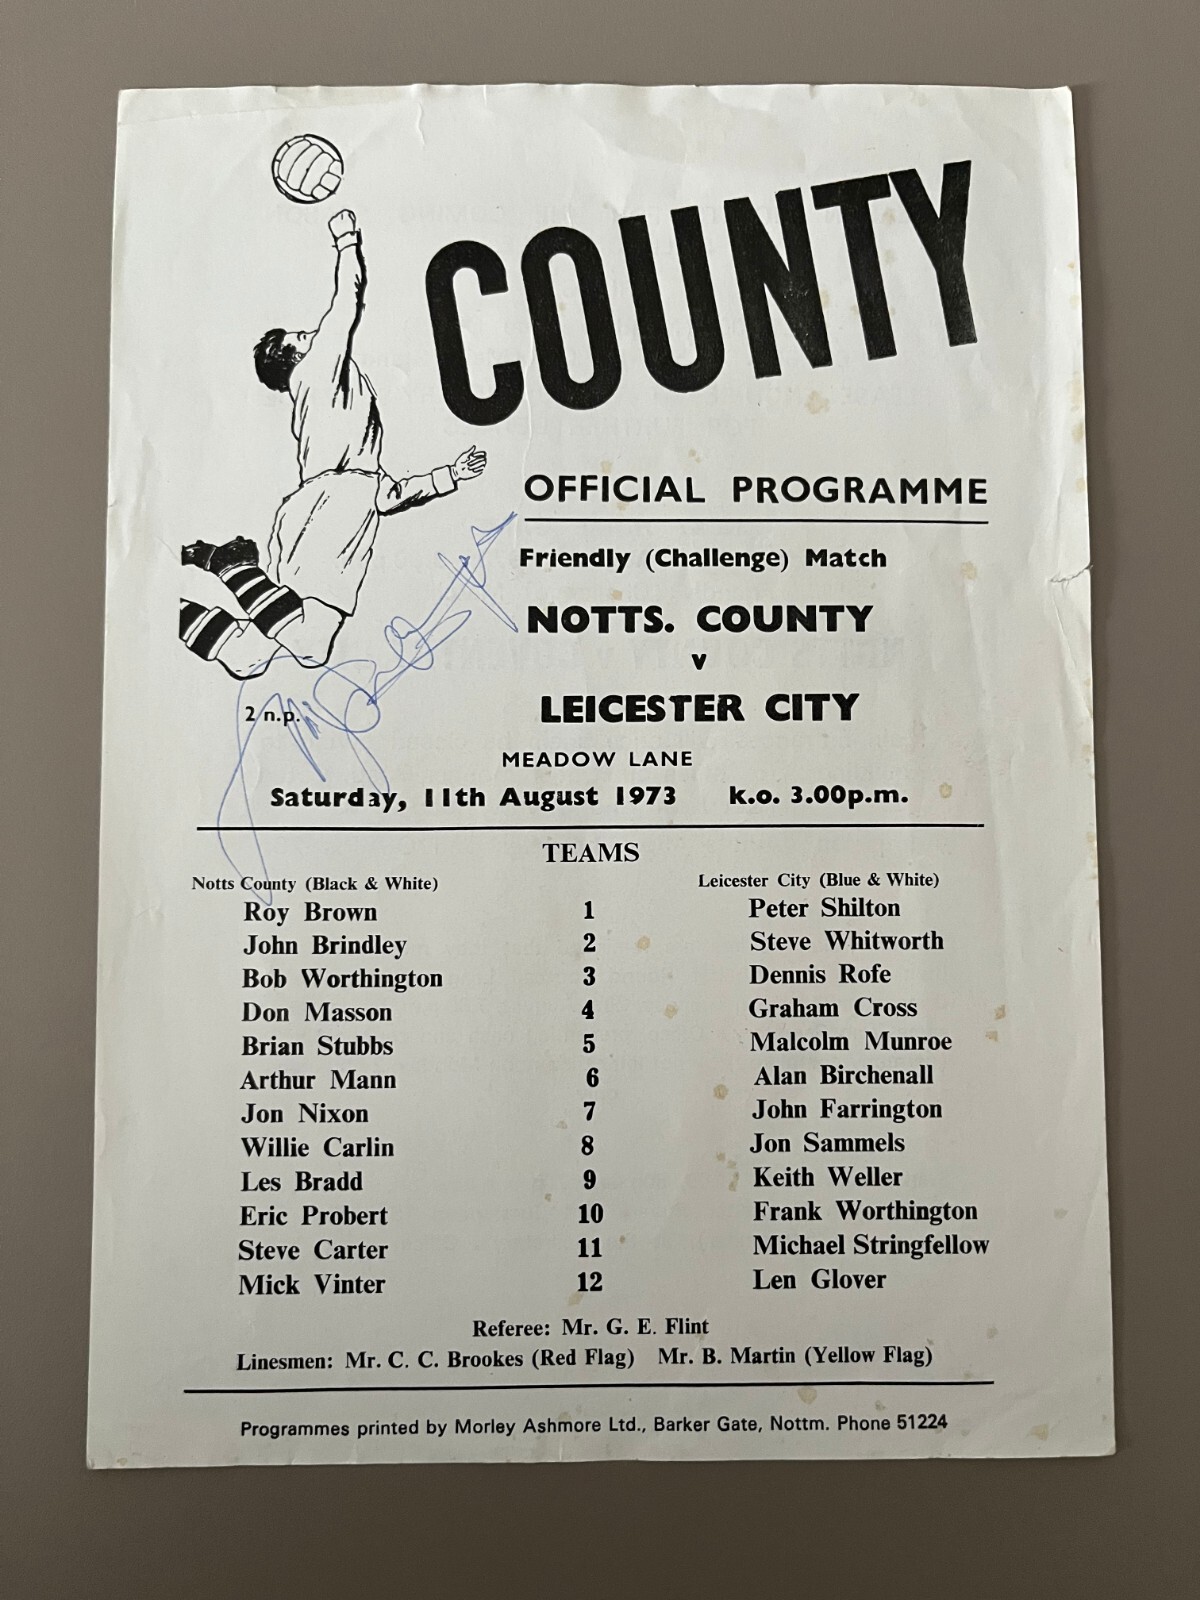 COUNTY
OFFICIAL PROGRAMME
Friendly (Challenge) Match
NOTTS. COUNTY
v
LEICESTER CITY
2 n.p.
MEADOW LANE
Saturday, 11th August 1973 k.o. 3.00p.m.
TEAMS
Notts County (Black & White) Leicester City (Blue & White)
Roy Brown 1 Peter Shilton
John Brindley 2 Steve Whitworth
Bob Worthington 3 Dennis Rofe
Don Masson 4 Graham Cross
Brian Stubbs 5 Malcolm Munroe
Arthur Mann 6 Alan Birchenall
Jon Nixon 7 John Farrington
Willie Carlin 8 Jon Sammels
Les Bradd 9 Keith Weller
Eric Probert 10 Frank Worthington
Steve Carter 11 Michael Stringfellow
Mick Vinter 12 Len Glover
Referee: Mr. G. E. Flint
Linesmen: Mr. C. C. Brookes (Red Flag) Mr. B. Martin (Yellow Flag)
Programmes printed by Morley Ashmore Ltd., Barker Gate, Nottm. Phone 51224